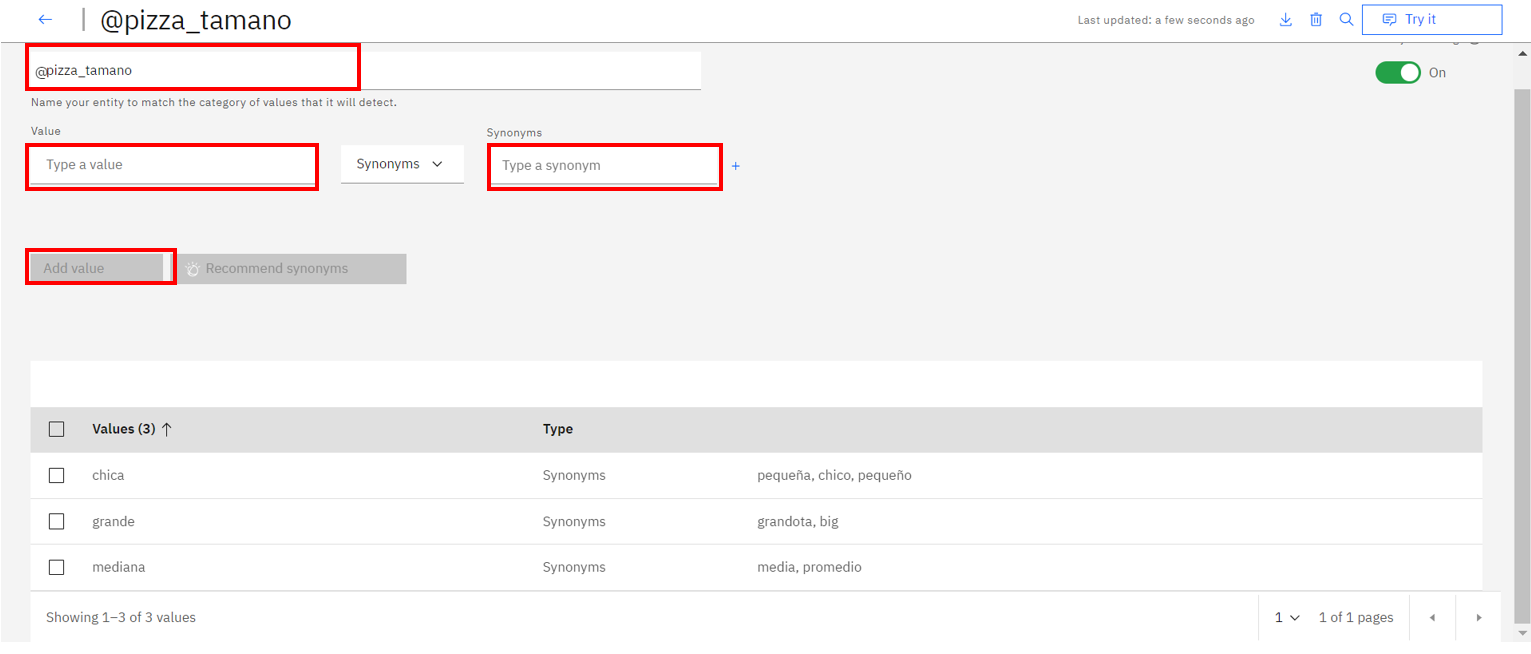 @pizza_tamano
Last updated: a few seconds ago
Try it
@pizza_tamano
On
Name your entity to match the category of values that it will detect.
Value
Synonyms
Type a value
Synonyms
Type a synonym
+
Add value
Recommend synonyms
Values (3)
Type
chica
Synonyms
pequeña, chico, pequeño
grande
Synonyms
grandota, big
mediana
Synonyms
media, promedio
Showing 1–3 of 3 values
1
1 of 1 pages